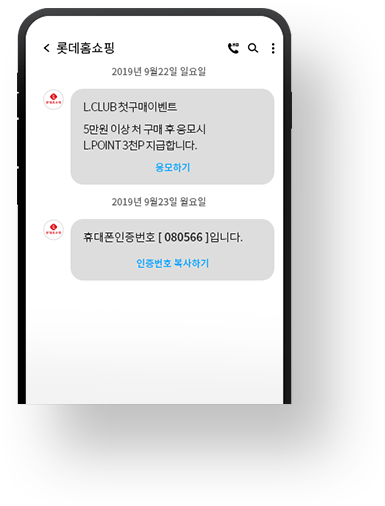 롯데홈쇼핑
2019년 9월22일 일요일
L.CLUB 첫구매이벤트
5만원 이상 처 구매 후 응모시
L.POINT 3천P 지급합니다.
응모하기
2019년 9월23일 월요일
휴대폰인증번호 [ 080566 ]입니다.
인증번호 복사하기